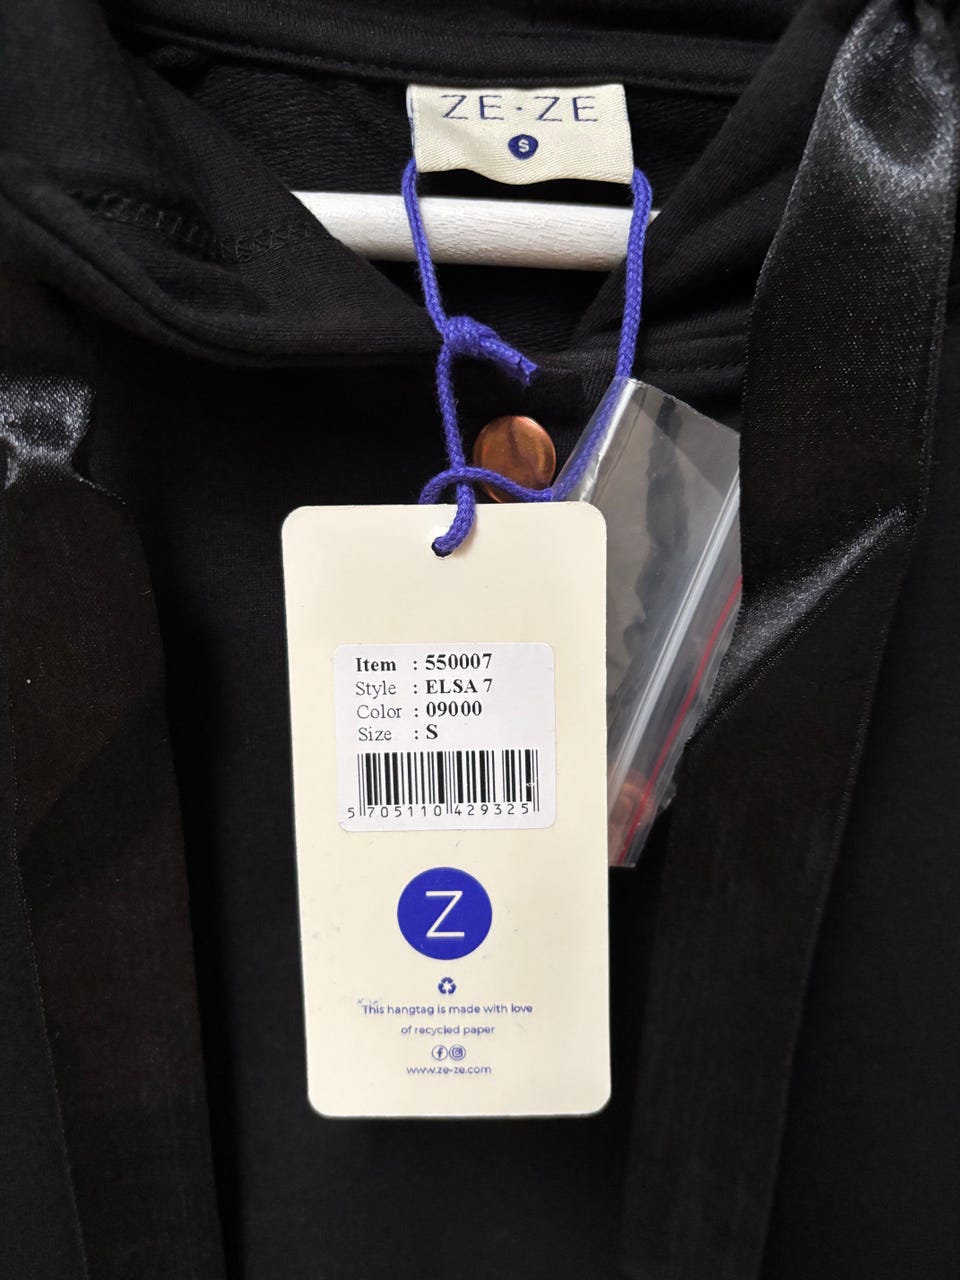 ZE·ZE
S
Item : 550007
Style : ELSA 7
Color : 09000
Size : S
5 705110 429325
Z
This hangtag is made with love
of recycled paper
www.ze-ze.com